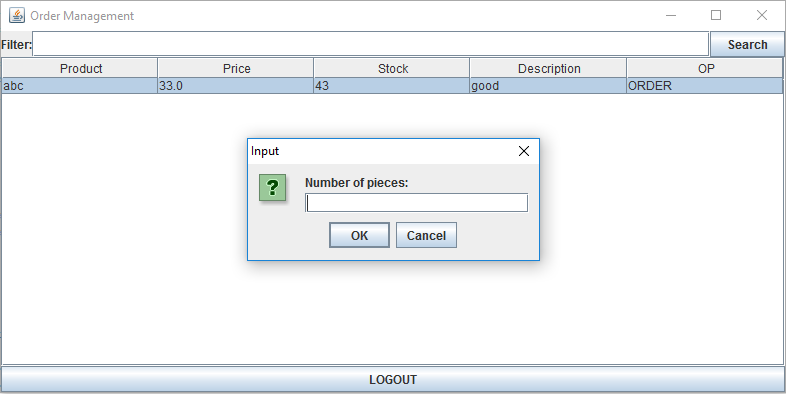 Order Management
Filter: Search
Product Price Stock Description OP
abc 33.0 43 good ORDER
Input
? Number of pieces:
OK Cancel
LOGOUT